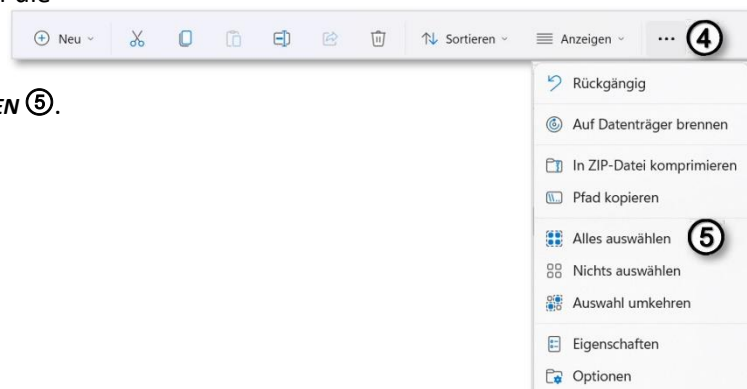 Neu Sortieren Anzeigen ... 4
EN 5.
Rückgängig
Auf Datenträger brennen
In ZIP-Datei komprimieren
Pfad kopieren
Alles auswählen 5
Nichts auswählen
Auswahl umkehren
Eigenschaften
Optionen